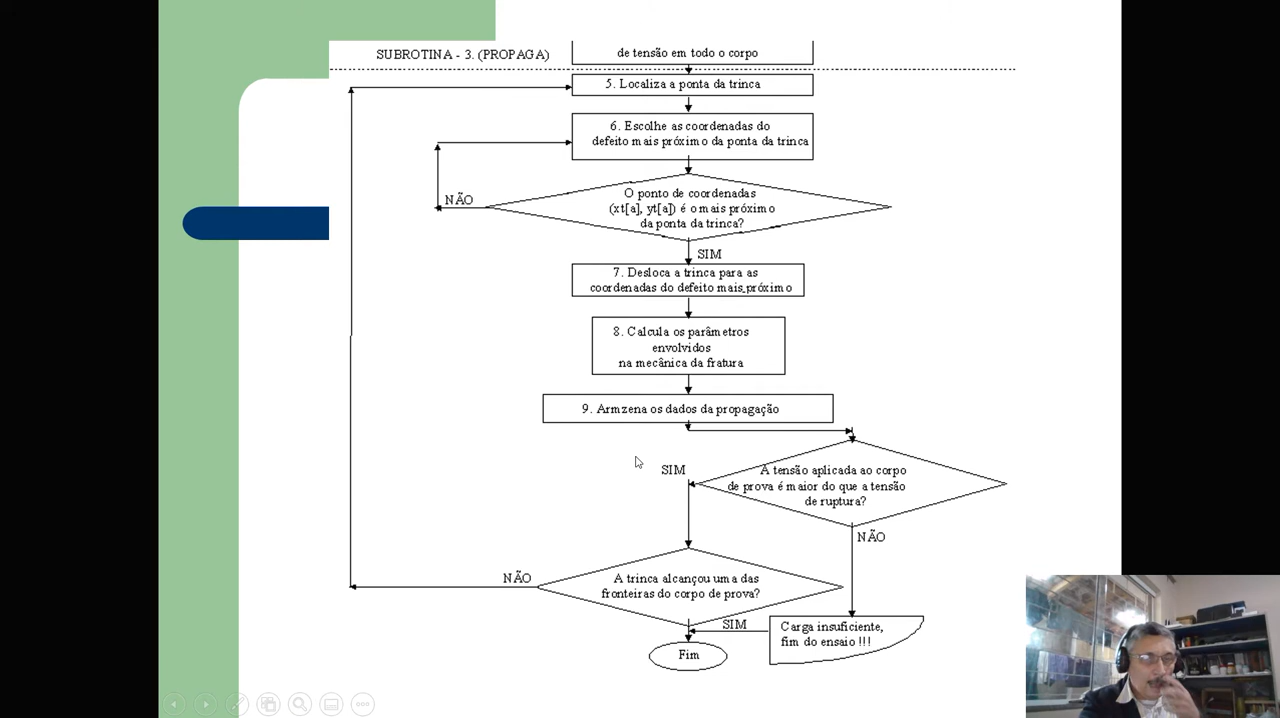 SUBROTINA - 3. (PROPAGA)
de tensão em todo o corpo
5. Localiza a ponta da trinca
6. Escolhe as coordenadas do
defeito mais próximo da ponta da trinca
NÃO
O ponto de coordenadas
(xt[a], yt[a]) é o mais próximo
da ponta da trinca?
SIM
7. Desloca a trinca para as
coordenadas do defeito mais próximo
8. Calcula os parâmetros
envolvidos
na mecânica da fratura
9. Armzena os dados da propagação
SIM
A tensão aplicada ao corpo
de prova é maior do que a tensão
de ruptura?
NÃO
NÃO
A trinca alcançou uma das
fronteiras do corpo de prova?
SIM
Carga insuficiente,
fim do ensaio !!!
Fim